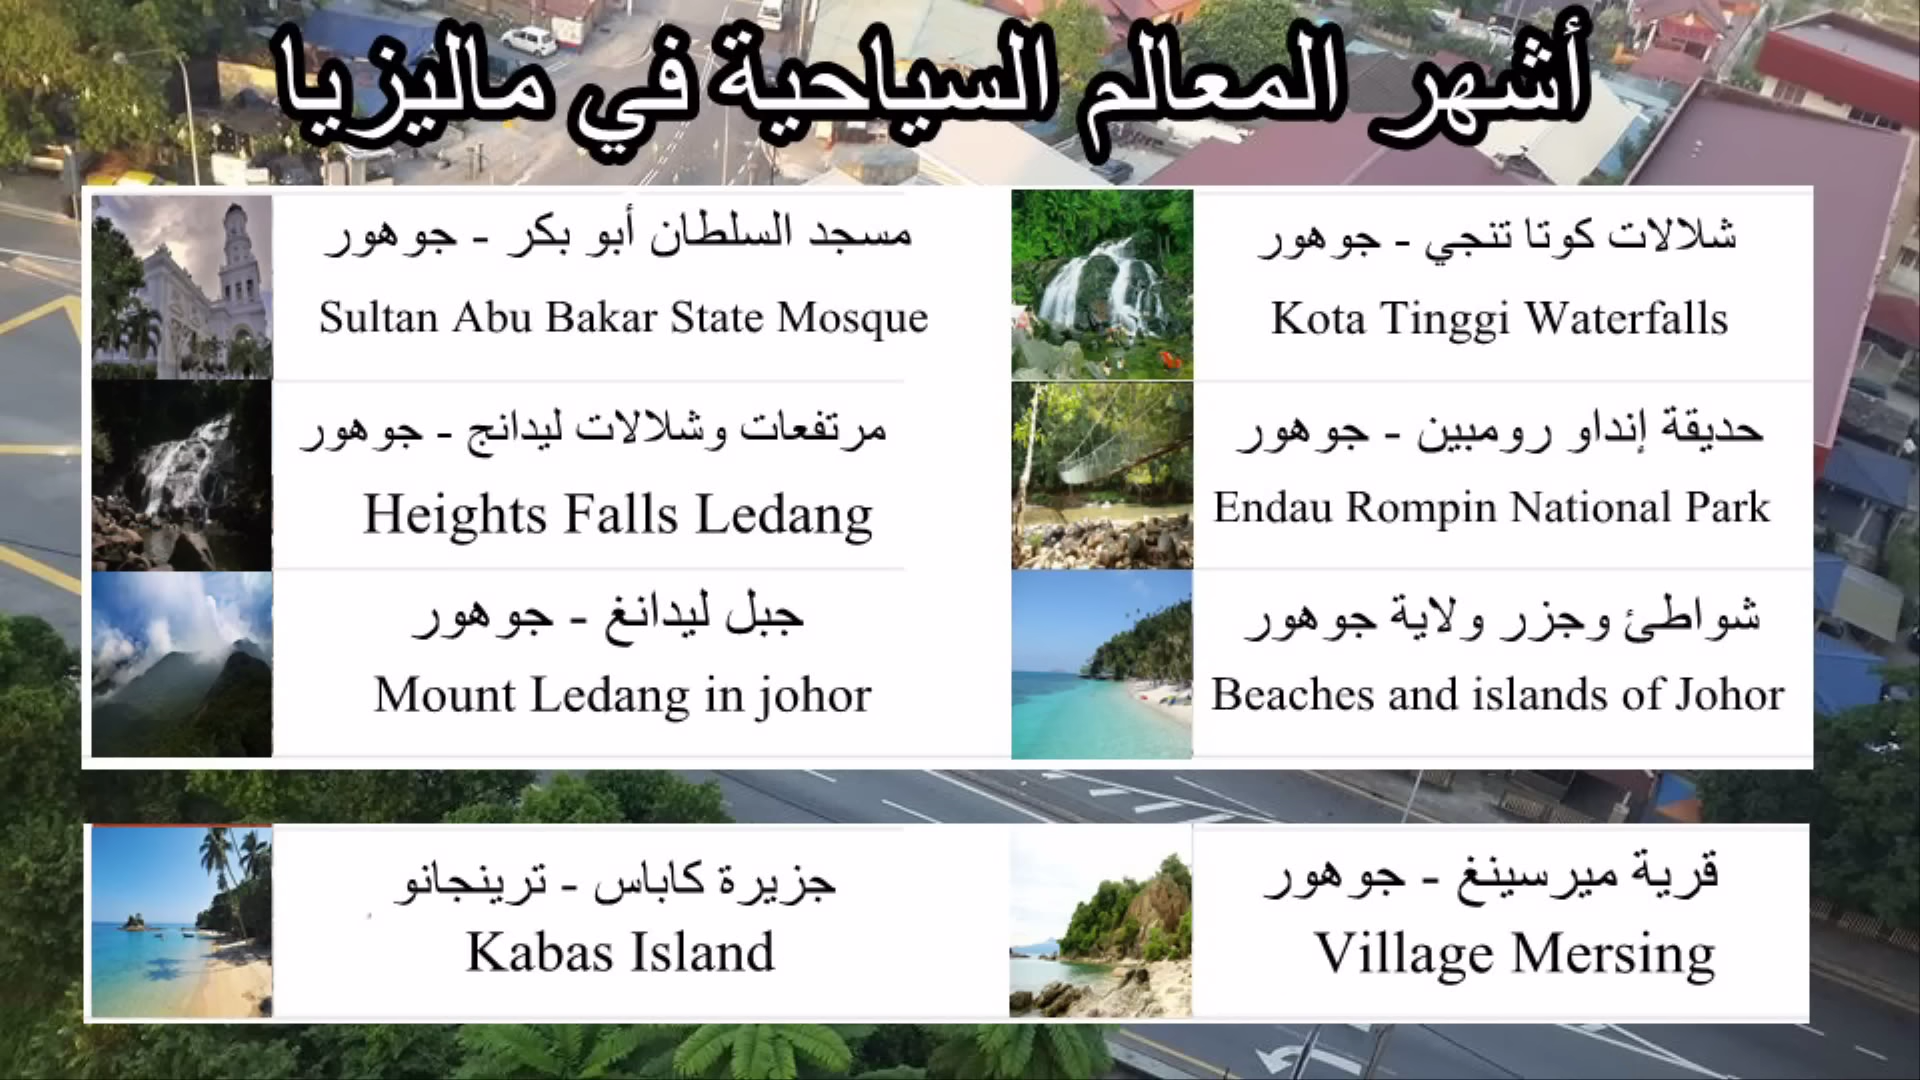 أشهر المعالم السياحية في ماليزيا
شلالات كوتا تنجي - جوهور
Kota Tinggi Waterfalls
مسجد السلطان أبو بكر - جوهور
Sultan Abu Bakar State Mosque
حديقة إنداو رومبين - جوهور
Endau Rompin National Park
مرتفعات وشلالات ليدانج - جوهور
Heights Falls Ledang
شواطئ وجزر ولاية جوهور
Beaches and islands of Johor
جبل ليدانغ - جوهور
Mount Ledang in johor
قرية ميرسينغ - جوهور
Village Mersing
جزيرة كاباس - ترينجانو
Kabas Island